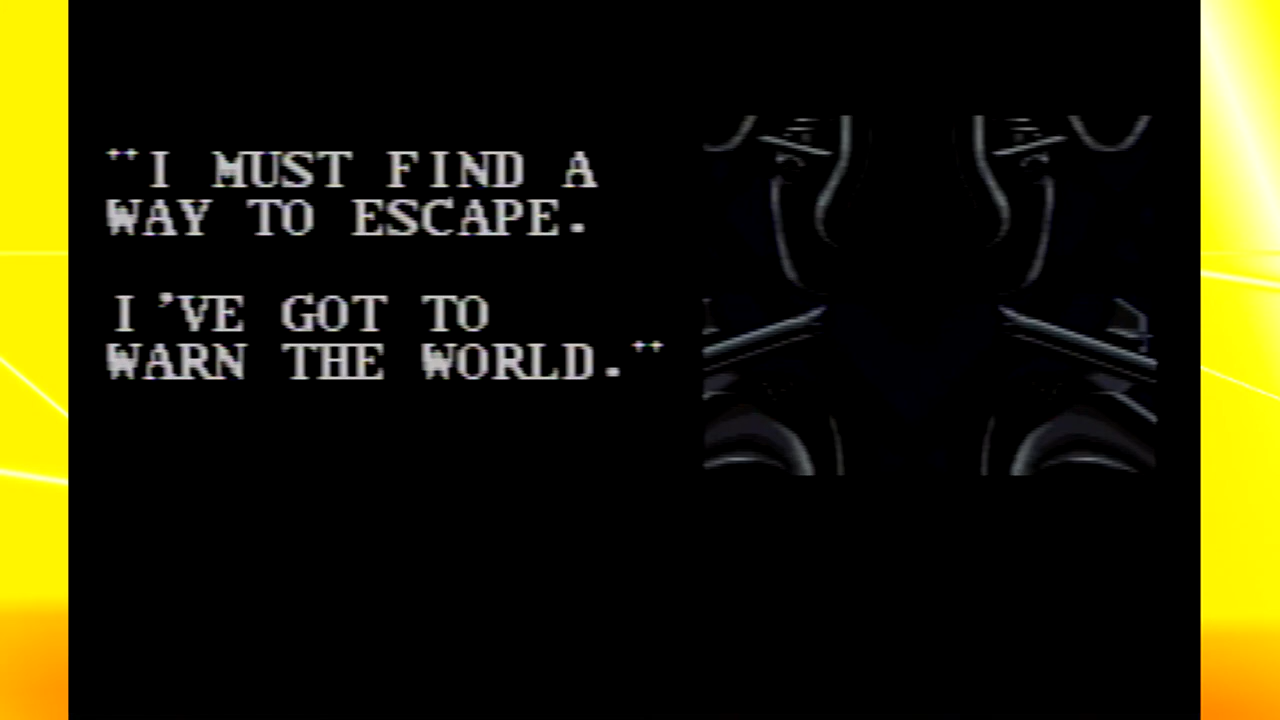 "I MUST FIND A
WAY TO ESCAPE.
I'VE GOT TO
WARN THE WORLD."